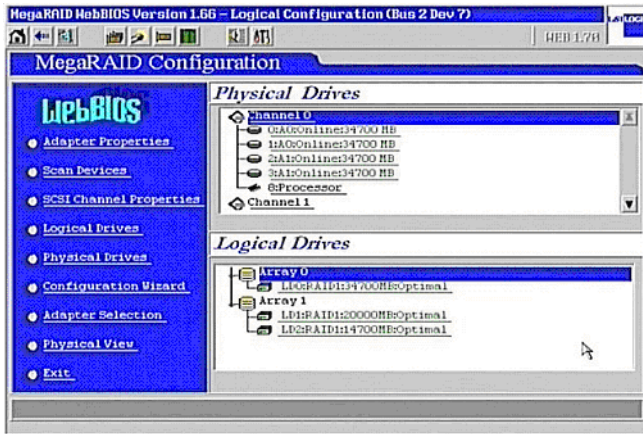 MegaRAID WebBIOS Version 1.66 - Logical Configuration (Bus 2 Dev 7)
WEB 1.70
MegaRAID Configuration
WebBIOS
Adapter Properties
Scan Devices
SCSI Channel Properties
Logical Drives
Physical Drives
Configuration Wizard
Adapter Selection
Physical View
Exit
Physical Drives
Channel 0
0:A0:Online:34700 MB
1:A0:Online:34700 MB
2:A1:Online:34700 MB
3:A1:Online:34700 MB
8:Processor
Channel 1
Logical Drives
Array 0
LD0:RAID1:34700MB:Optimal
Array 1
LD1:RAID1:20000MB:Optimal
LD2:RAID1:14700MB:Optimal